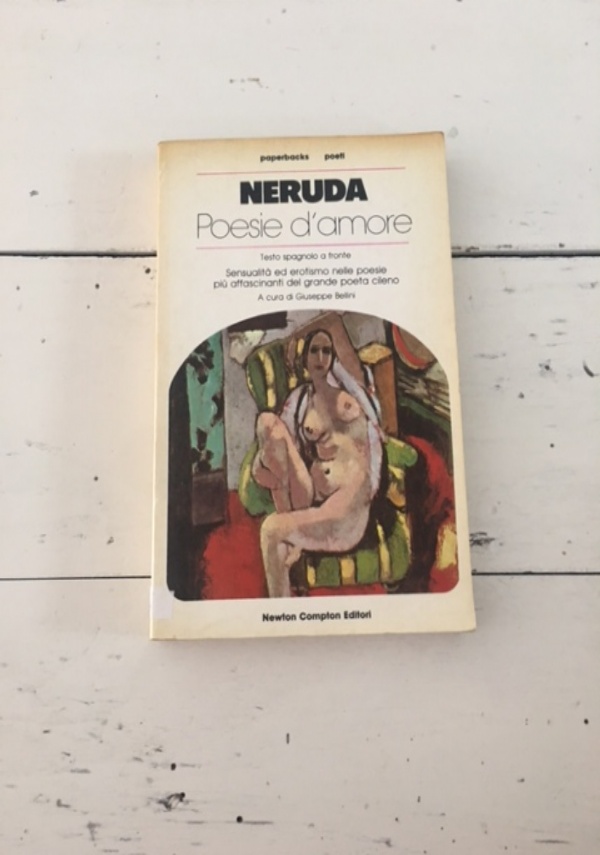 paperbacks poeti
NERUDA
Poesie d'amore
Testo spagnolo a fronte
Sensualità ed erotismo nelle poesie
più affascinanti del grande poeta cileno
A cura di Giuseppe Bellini
Newton Compton Editori